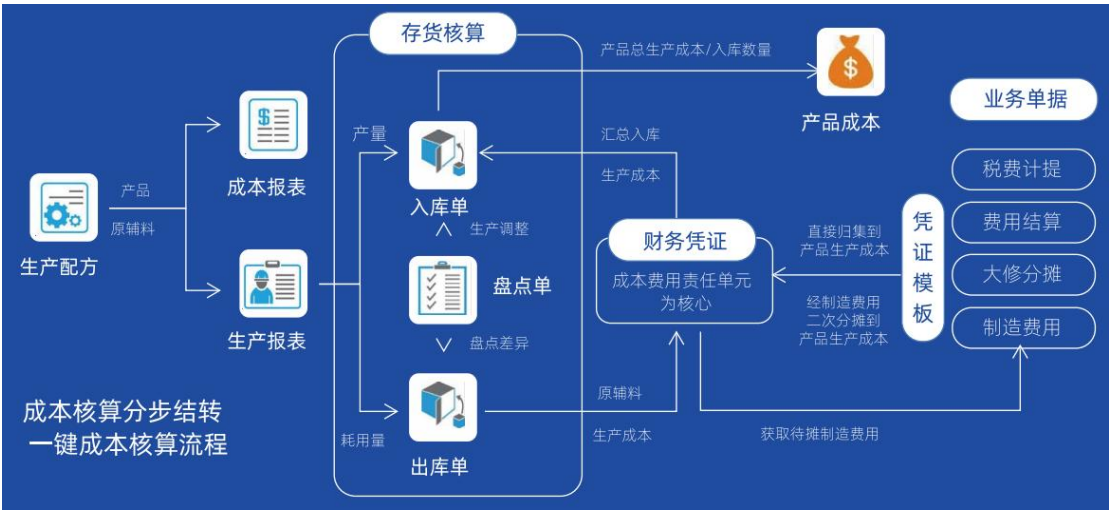 存货核算
产品总生产成本/入库数量
产品成本
业务单据
成本报表
产量
入库单
生产调整
汇总入库
生产成本
税费计提
费用结算
大修分摊
制造费用
凭证模板
产品
原辅料
生产配方
生产报表
盘点单
盘点差异
财务凭证
成本费用责任单元
为核心
直接归集到
产品生产成本
经制造费用
二次分摊到
产品生产成本
耗用量
出库单
原辅料
生产成本
获取待摊制造费用
成本核算分步结转
一键成本核算流程
$
$